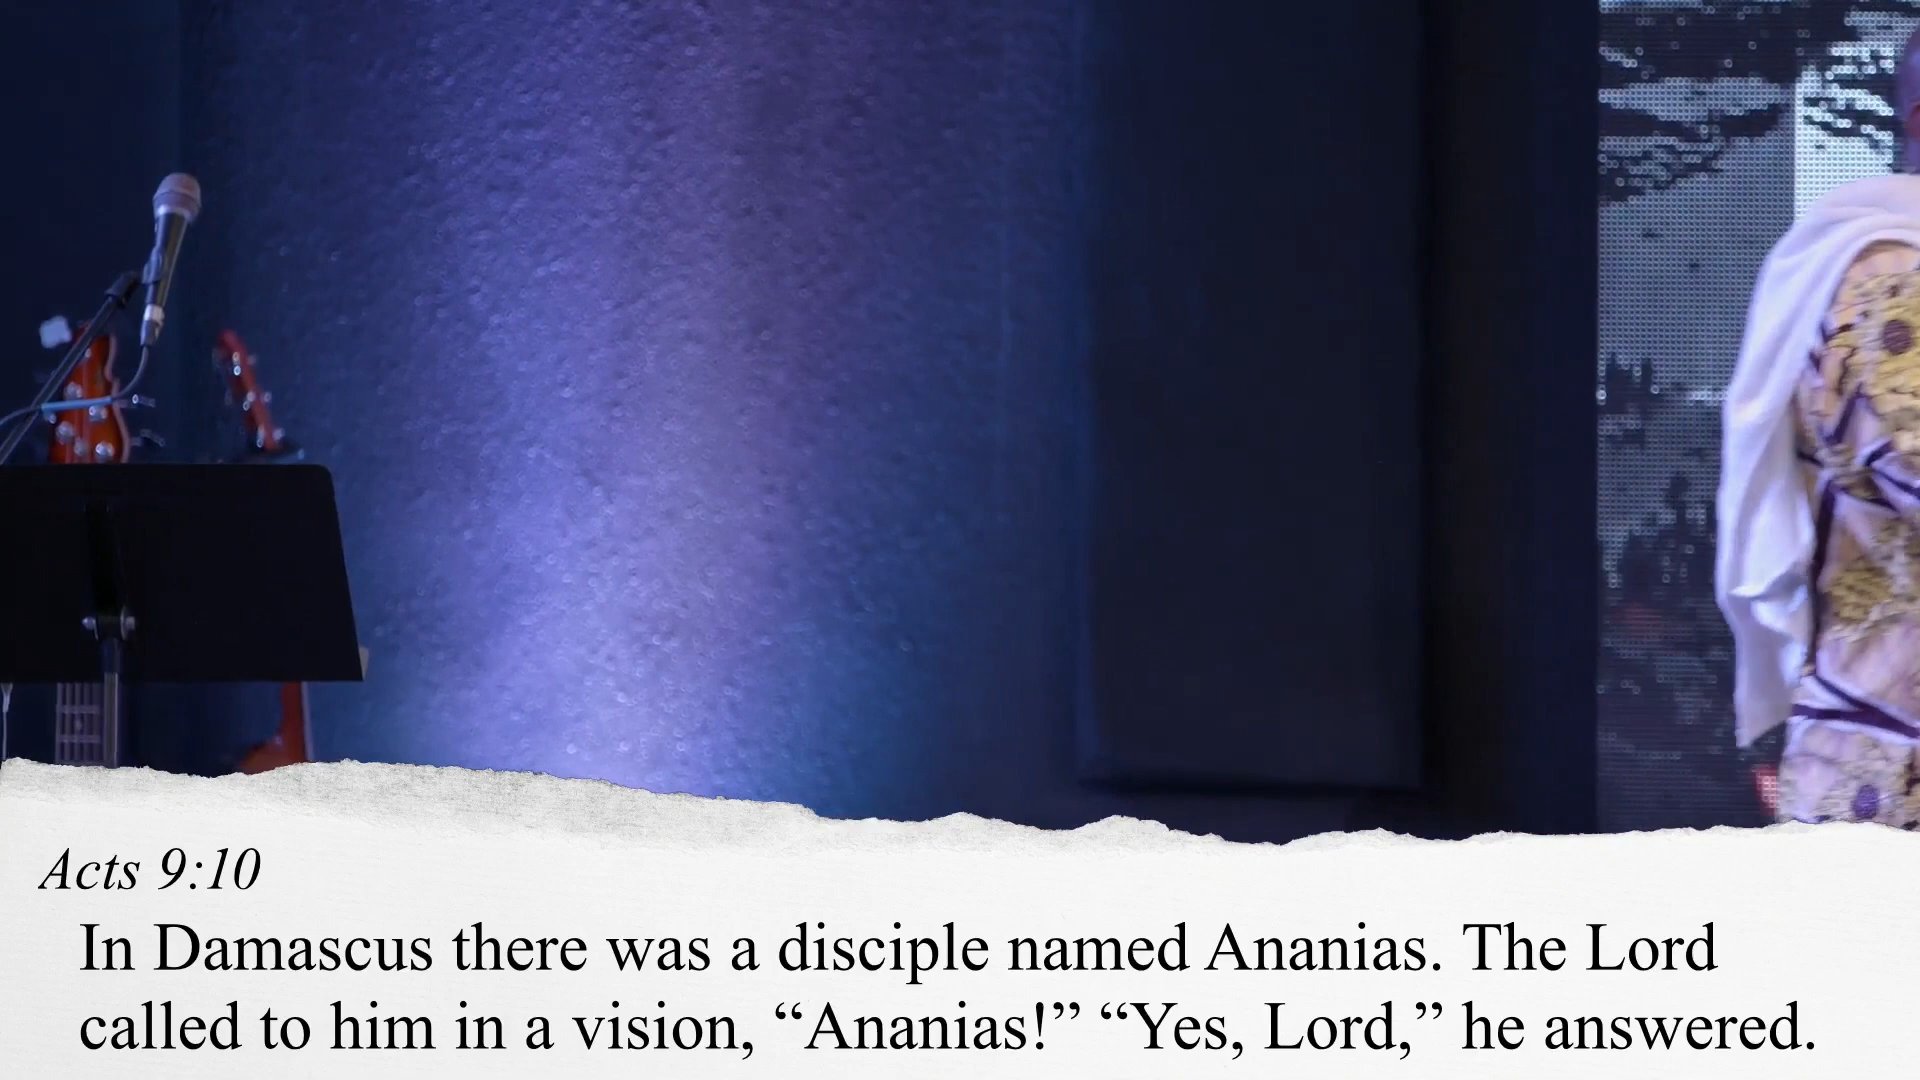 Acts 9:10
In Damascus there was a disciple named Ananias. The Lord
called to him in a vision, “Ananias!” “Yes, Lord,” he answered.